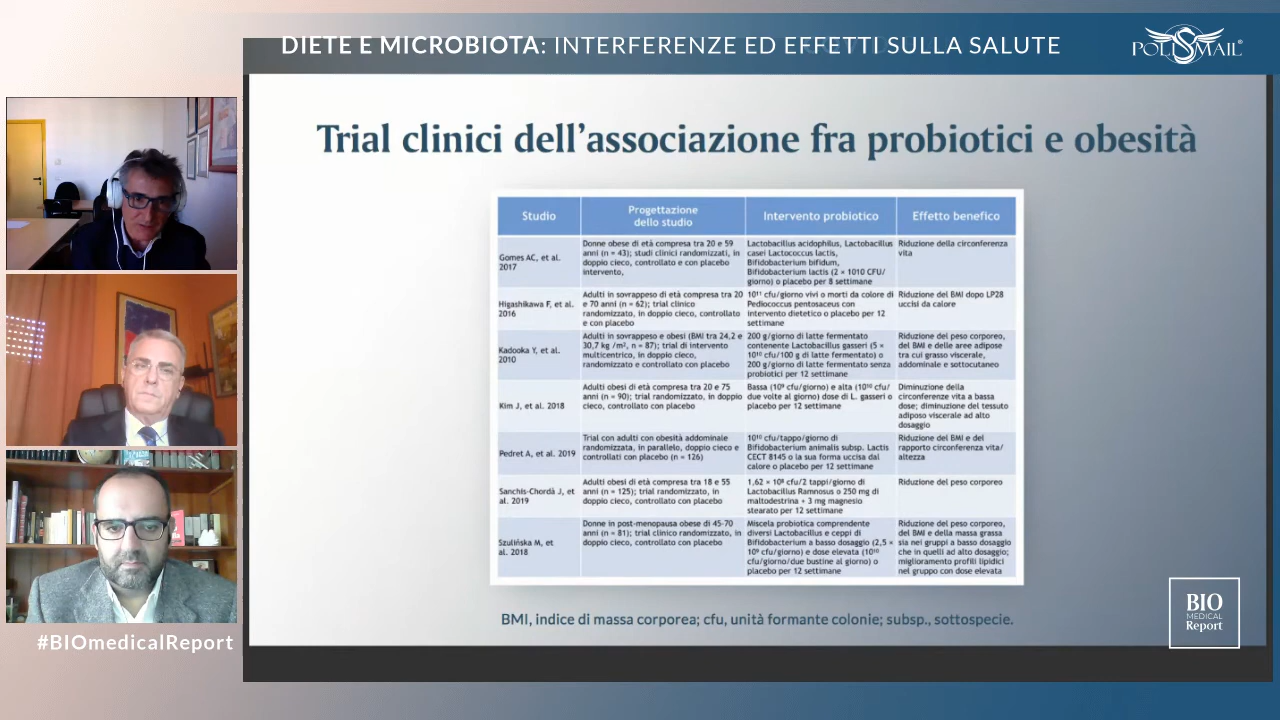 DIETE E MICROBIOTA: INTERFERENZE ED EFFETTI SULLA SALUTE
POLISMAIL®
Trial clinici dell'associazione fra probiotici e obesità
Studio
Progettazione
dello studio
Intervento probiotico
Effetto benefico
Gomes AC, et al.
2017
Donne obese di età compresa tra 20 e 59
anni (n = 43); studi clinici randomizzati, in
doppio cieco, controllato e con placebo
intervento,
Lactobacillus acidophilus, Lactobacillus
casei Lactococcus lactis,
Bifidobacterium bifidum,
Bifidobacterium lactis (2 × 1010 CFU/
giorno) o placebo per 8 settimane
Riduzione della circonferenza
vita
Higashikawa F, et al.
2016
Adulti in sovrappeso di età compresa tra 20
e 70 anni (n = 62); trial clinico
randomizzato, in doppio cieco, controllato
e con placebo
10¹¹ cfu/giorno vivi o morti da calore di
Pediococcus pentosaceus con
intervento dietetico o placebo per 12
settimane
Riduzione del BMI dopo LP28
uccisi da calore
Kadooka Y, et al.
2010
Adulti in sovrappeso e obesi (BMI tra 24,2 e
30,7 kg /m², n = 87); trial di intervento
multicentrico, in doppio cieco,
randomizzato e controllato con placebo
200 g/giorno di latte fermentato
contenente Lactobacillus gasseri (5 ×
10¹⁰ cfu/100 g di latte fermentato) o
200 g/giorno di latte fermentato senza
probiotici per 12 settimane
Riduzione del peso corporeo,
del BMI e delle aree adipose
tra cui grasso viscerale,
addominale e sottocutaneo
Kim J, et al. 2018
Adulti obesi di età compresa tra 20 e 75
anni (n = 90); trial randomizzato, in doppio
cieco, controllato con placebo
Bassa (10⁹ cfu/giorno) e alta (10¹⁰ cfu/
due volte al giorno) dose di L. gasseri o
placebo per 12 settimane
Diminuzione della
circonferenze vita a bassa
dose; diminuzione del tessuto
adiposo viscerale ad alto
dosaggio
Pedret A, et al. 2019
Trial con adulti con obesità addominale
randomizzata, in parallelo, doppio cieco e
controllati con placebo (n = 126)
10¹⁰ cfu/tappo/giorno di
Bifidobacterium animalis subsp. Lactis
CECT 8145 o la sua forma uccisa dal
calore o placebo per 12 settimane
Riduzione del BMI e del
rapporto circonferenza vita/
altezza
Sanchis-Chordà J, et
al. 2019
Adulti obesi di età compresa tra 18 e 55
anni (n = 125); trial randomizzato, in
doppio cieco, controllato con placebo
1,62 × 10⁸ cfu/2 tappi/giorno di
Lactobacillus Ramnosus o 250 mg di
maltodestrina + 3 mg magnesio
stearato per 12 settimane
Riduzione del peso corporeo
Szulińska M, et
al. 2018
Donne in post-menopausa obese di 45-70
anni (n = 81); trial clinico randomizzato, in
doppio cieco, controllato con placebo
Miscela probiotica comprendente
diversi Lactobacillus e ceppi di
Bifidobacterium a basso dosaggio (2,5 ×
10⁹ cfu/giorno) e dose elevata (10¹⁰
cfu/giorno/due bustine al giorno) o
placebo per 12 settimane
Riduzione del peso corporeo,
del BMI e della massa grassa
sia nei gruppi a basso dosaggio
che in quelli ad alto dosaggio;
miglioramento profili lipidici
nel gruppo con dose elevata
BMI, indice di massa corporea; cfu, unità formante colonie; subsp., sottospecie.
BIO
MEDICAL
Report
#BIOmedicalReport